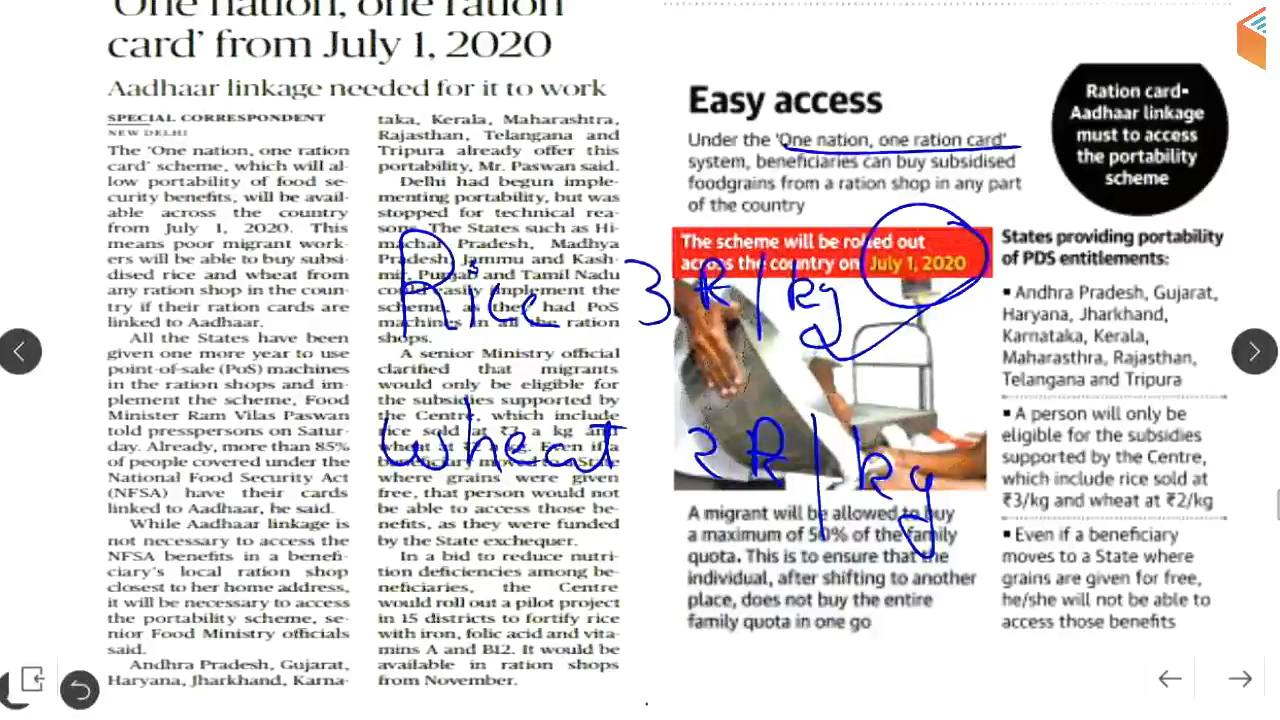 'One nation, one ration
card' from July 1, 2020
Aadhaar linkage needed for it to work
SPECIAL CORRESPONDENT
NEW DELHI
The 'One nation, one ration
card' scheme, which will al-
low portability of food se-
curity benefits, will be avail-
able across the country
from July 1, 2020. This
means poor migrant work-
ers will be able to buy subsi-
dised rice and wheat from
any ration shop in the coun-
try if their ration cards are
linked to Aadhaar.
All the States have been
given one more year to use
point-of-sale (PoS) machines
in the ration shops and im-
plement the scheme, Food
Minister Ram Vilas Paswan
told presspersons on Satur-
day. Already, more than 85%
of people covered under the
National Food Security Act
(NFSA) have their cards
linked to Aadhaar, he said.
While Aadhaar linkage is
not necessary to access the
NFSA benefits in a benefi-
ciary's local ration shop
closest to her home address,
it will be necessary to access
the portability scheme, se-
nior Food Ministry officials
said.
Andhra Pradesh, Gujarat,
Haryana, Jharkhand, Karna-
taka, Kerala, Maharashtra,
Rajasthan, Telangana and
Tripura already offer this
portability, Mr. Paswan said.
Delhi had begun imple-
menting portability, but was
stopped for technical rea-
sons. The States such as Hi-
machal Pradesh, Madhya
Pradesh, Jammu and Kash-
mir, Punjab and Tamil Nadu
could easily implement the
scheme, as they had PoS
machines in all the ration
shops.
A senior Ministry official
clarified that migrants
would only be eligible for
the subsidies supported by
the Centre, which include
rice sold at ₹3 a kg and
wheat at ₹2 kg. Even if a
beneficiary moves to a State
where grains were given
free, that person would not
be able to access those be-
nefits, as they were funded
by the State exchequer.
In a bid to reduce nutri-
tion deficiencies among be-
neficiaries, the Centre
would roll out a pilot project
in 15 districts to fortify rice
with iron, folic acid and vita-
mins A and B12. It would be
available in ration shops
from November.
Rice 3 R/kg
wheat 2 R/kg
Easy access
Under the 'One nation, one ration card'
system, beneficiaries can buy subsidised
foodgrains from a ration shop in any part
of the country
Ration card-
Aadhaar linkage
must to access
the portability
scheme
The scheme will be rolled out
across the country on July 1, 2020
A migrant will be allowed to buy
a maximum of 50% of the family
quota. This is to ensure that the
individual, after shifting to another
place, does not buy the entire
family quota in one go
States providing portability
of PDS entitlements:
▪ Andhra Pradesh, Gujarat,
Haryana, Jharkhand,
Karnataka, Kerala,
Maharasthra, Rajasthan,
Telangana and Tripura
▪ A person will only be
eligible for the subsidies
supported by the Centre,
which include rice sold at
₹3/kg and wheat at ₹2/kg
▪ Even if a beneficiary
moves to a State where
grains are given for free,
he/she will not be able to
access those benefits